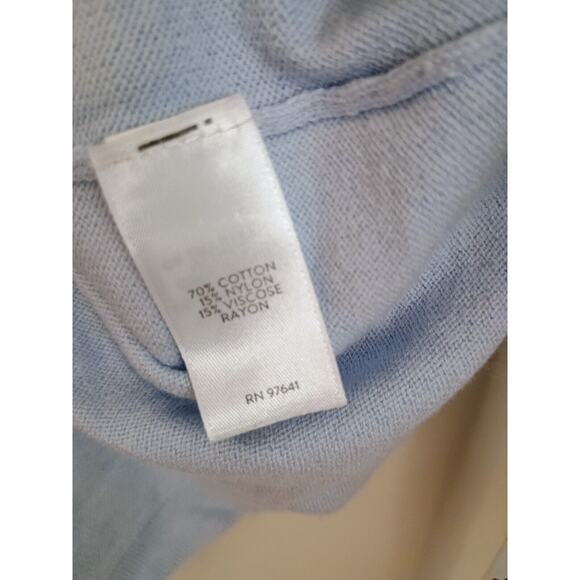 70% COTTON
15% NYLON
15% VISCOSE
RAYON
RN 97641